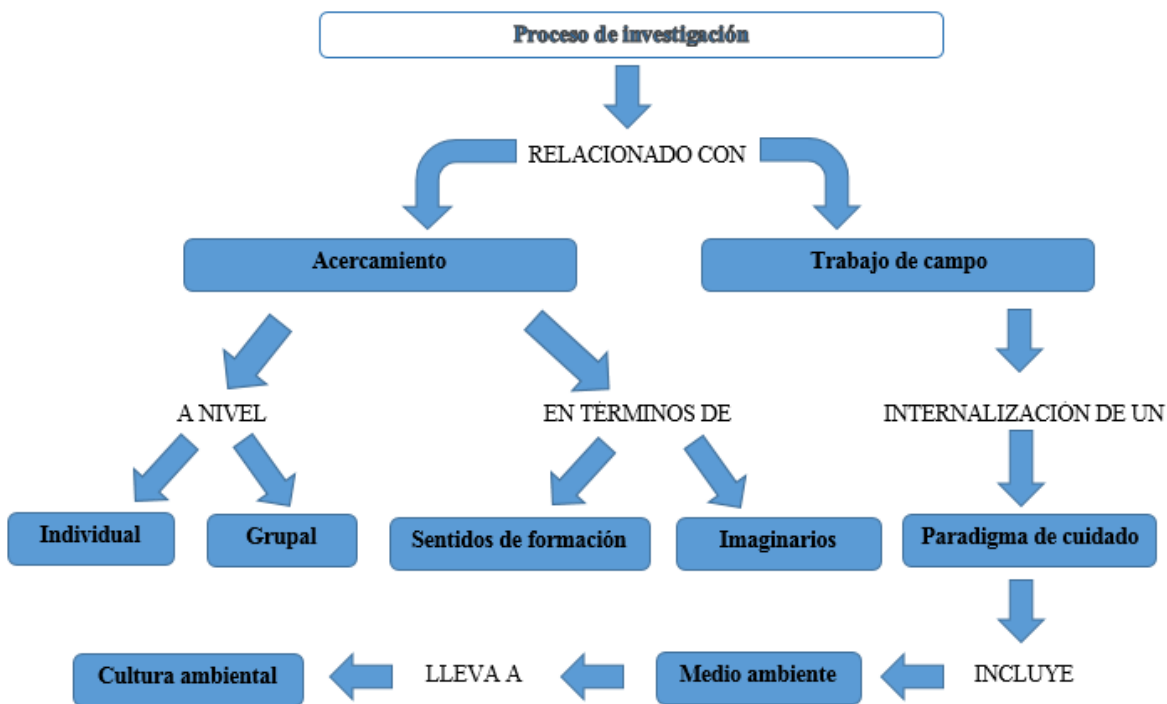 Proceso de investigación
RELACIONADO CON
Acercamiento
Trabajo de campo
A NIVEL
EN TÉRMINOS DE
INTERNALIZACIÓN DE UN
Individual
Grupal
Sentidos de formación
Imaginarios
Paradigma de cuidado
Cultura ambiental
LLEVA A
Medio ambiente
INCLUYE